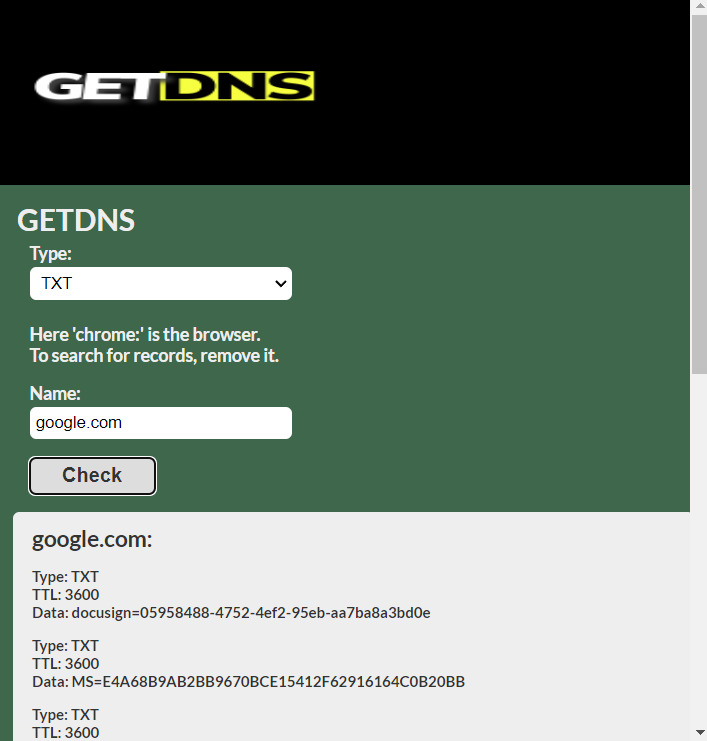 GETDNS
GETDNS
Type:
TXT
Here 'chrome:' is the browser.
To search for records, remove it.
Name:
google.com
Check
google.com:
Type: TXT
TTL: 3600
Data: docusign=05958488-4752-4ef2-95eb-aa7ba8a3bd0e
Type: TXT
TTL: 3600
Data: MS=E4A68B9AB2BB9670BCE15412F62916164C0B20BB
Type: TXT
TTL: 3600